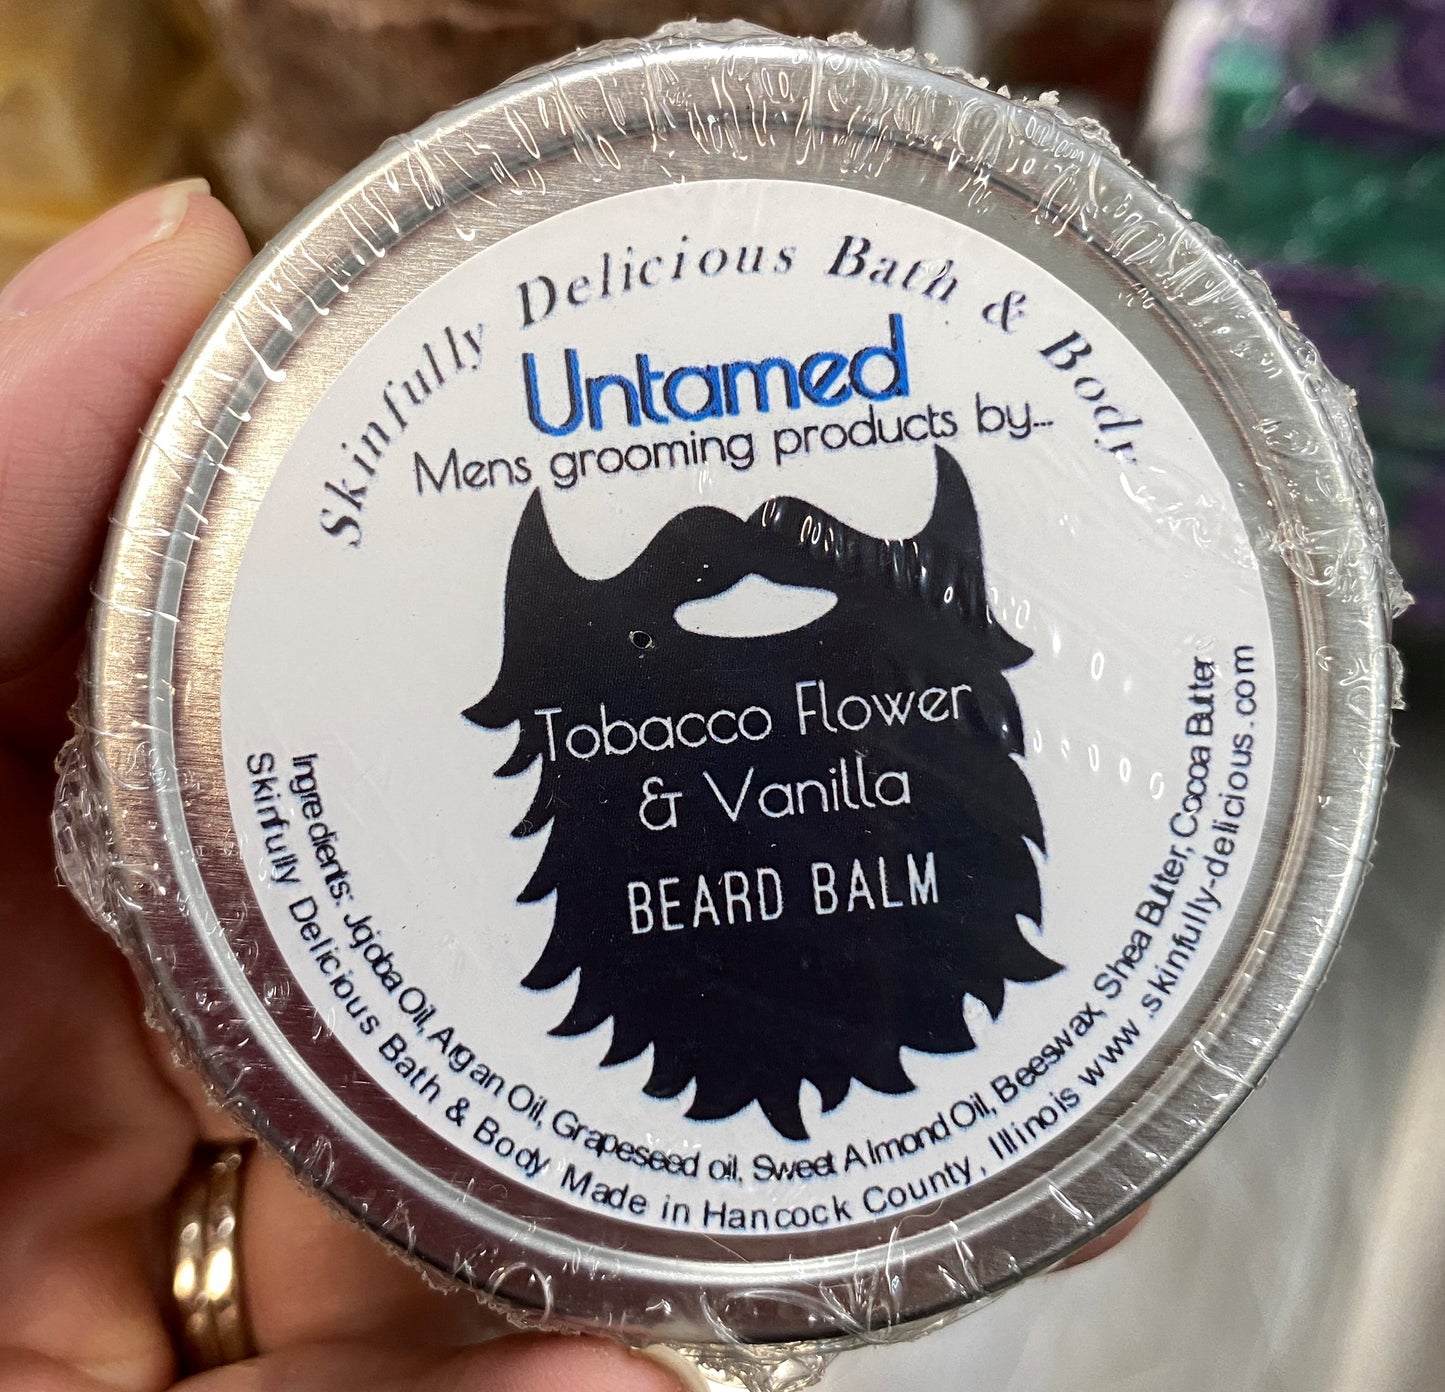 Skinfully Delicious Bath & Body
Untamed
Mens grooming products by...
Tobacco Flower
& Vanilla
BEARD BALM
Ingredients: Jojoba Oil, Argan Oil, Grapeseed oil, Sweet Almond Oil, Beeswax, Shea Butter, Cocoa Butter
Skinfully Delicious Bath & Body Made in Hancock County, Illinois www.skinfully-delicious.com